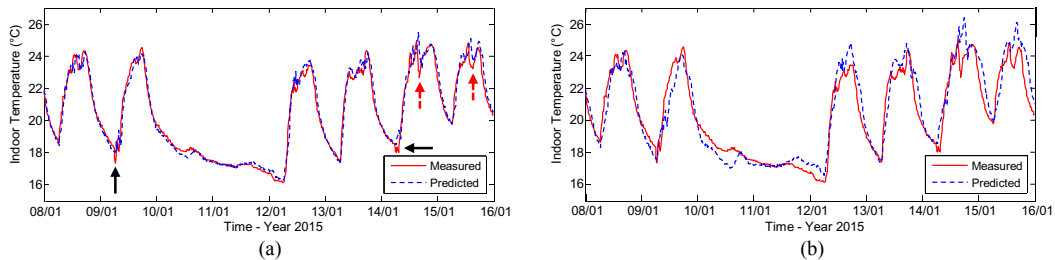 26
24
22
20
18
16
Indoor Temperature (°C)
Measured
Predicted
08/01 09/01 10/01 11/01 12/01 13/01 14/01 15/01 16/01
Time - Year 2015
(a)
26
24
22
20
18
16
Indoor Temperature (°C)
Measured
Predicted
08/01 09/01 10/01 11/01 12/01 13/01 14/01 15/01 16/01
Time - Year 2015
(b)